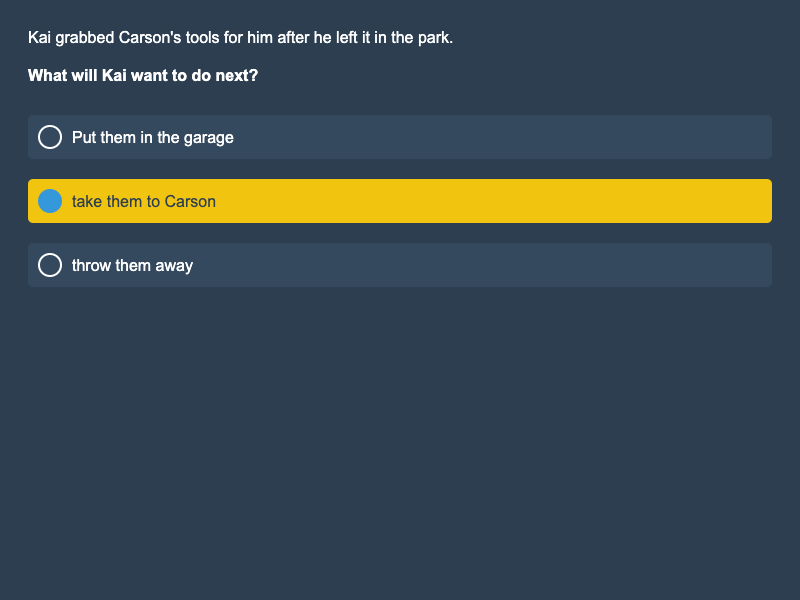 Kai grabbed Carson's tools for him after he left it in the park.
What will Kai want to do next?
Put them in the garage
take them to Carson
throw them away